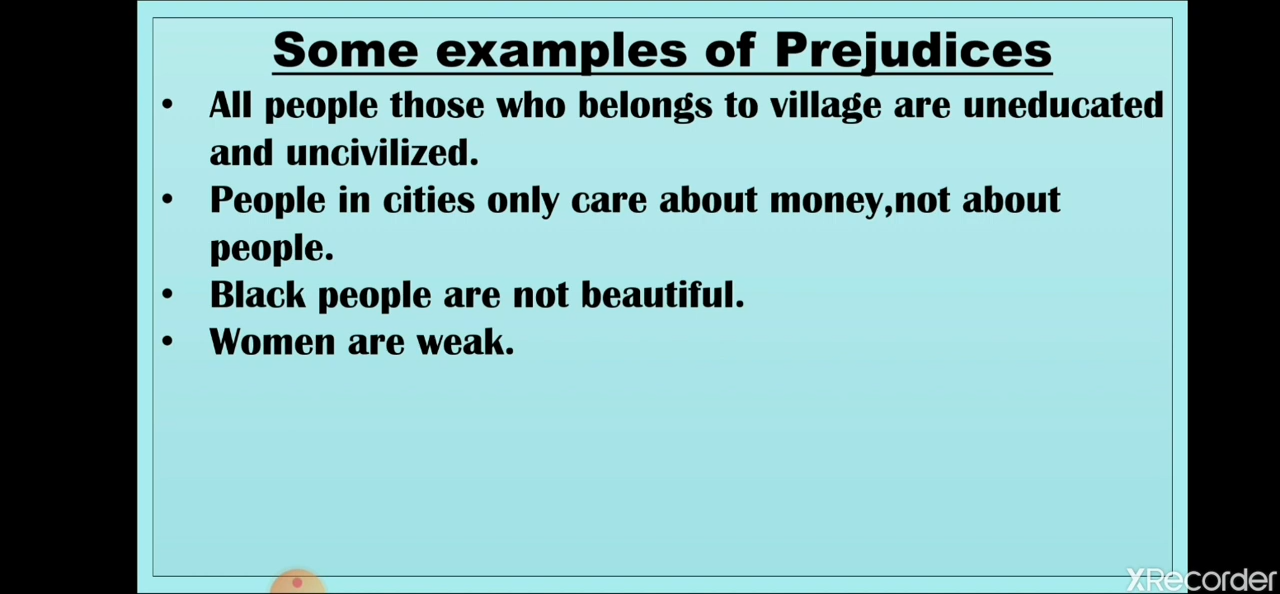 Some examples of Prejudices
• All people those who belongs to village are uneducated
and uncivilized.
• People in cities only care about money,not about
people.
• Black people are not beautiful.
• Women are weak.
XRecorder